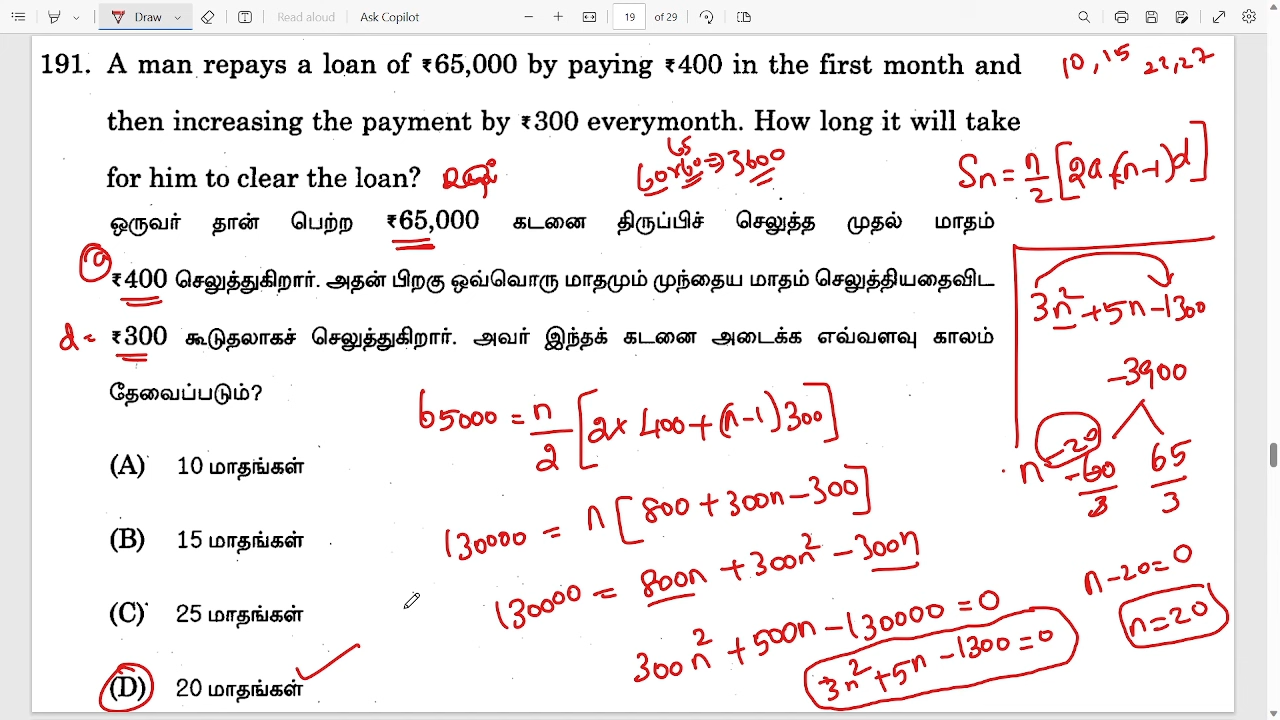 Draw
Read aloud
Ask Copilot
19
of 29
191. A man repays a loan of ₹65,000 by paying ₹400 in the first month and
then increasing the payment by ₹300 everymonth. How long it will take
for him to clear the loan?
ஒருவர் தான் பெற்ற ₹65,000 கடனை திருப்பிச் செலுத்த முதல் மாதம்
₹400 செலுத்துகிறார். அதன் பிறகு ஒவ்வொரு மாதமும் முந்தைய மாதம் செலுத்தியதைவிட
₹300 கூடுதலாகச் செலுத்துகிறார். அவர் இந்தக் கடனை அடைக்க எவ்வளவு காலம்
தேவைப்படும்?
(A) 10 மாதங்கள்
(B) 15 மாதங்கள்
(C) 25 மாதங்கள்
(D) 20 மாதங்கள்
10, 15 22, 27
65
60×60 ⇒ 3600
Sn = n/2 [2a+(n-1)d]
a
d =
65000 = n/2 [2× 400 + (n-1) 300]
130000 = n [800 + 300n - 300]
130000 = 800n + 300n² - 300n
300n² + 500n - 130000 = 0
3n² + 5n - 1300 = 0
3n² + 5n - 1300
-3900
n -20
-60/3 65/3
n - 20 = 0
n = 20